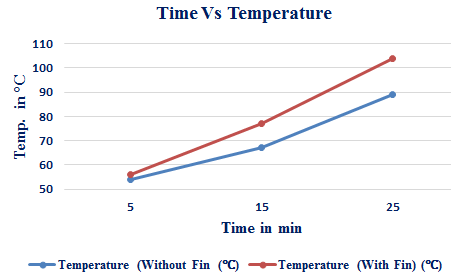 Time Vs Temperature
Temp. in °C
110
100
90
80
70
60
50
5 15 25
Time in min
Temperature (Without Fin (℃) Temperature (With Fin) (℃)